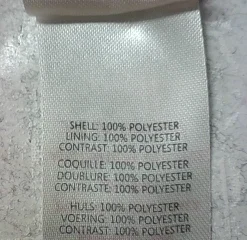 SHELL: 100% POLYESTER
LINING: 100% POLYESTER
CONTRAST: 100% POLYESTER
COQUILLE: 100% POLYESTER
DOUBLURE: 100% POLYESTER
CONTRASTE: 100% POLYESTER
HULS: 100% POLYESTER
VOERING: 100% POLYESTER
CONTRAST: 100% POLYESTER